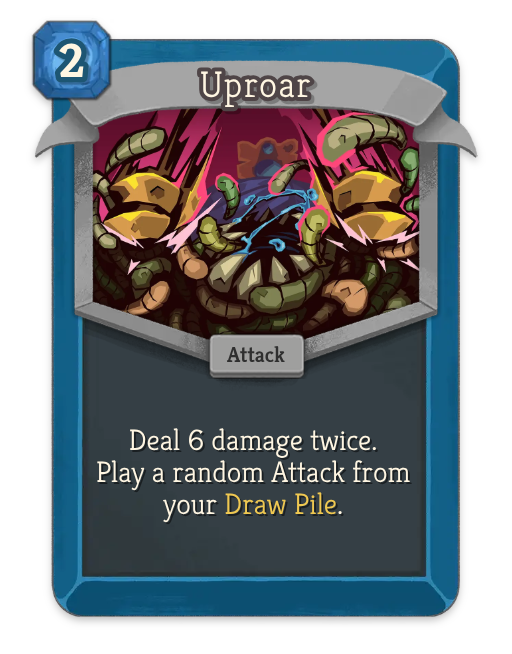 2
Uproar
Attack
Deal 6 damage twice.
Play a random Attack from
your Draw Pile.